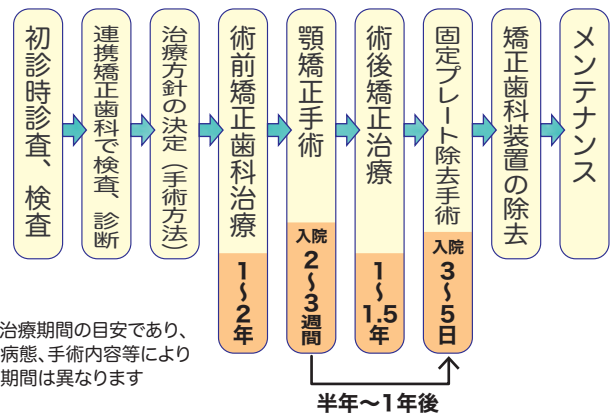 初診時診査、検査
連携矯正歯科で検査、診断
治療方針の決定（手術方法）
術前矯正歯科治療
1～2年
顎矯正手術
入院
2～3週間
術後矯正治療
1～1.5年
固定プレート除去手術
入院
3～5日
矯正歯科装置の除去
メンテナンス
治療期間の目安であり、
病態、手術内容等により
期間は異なります
半年～1年後